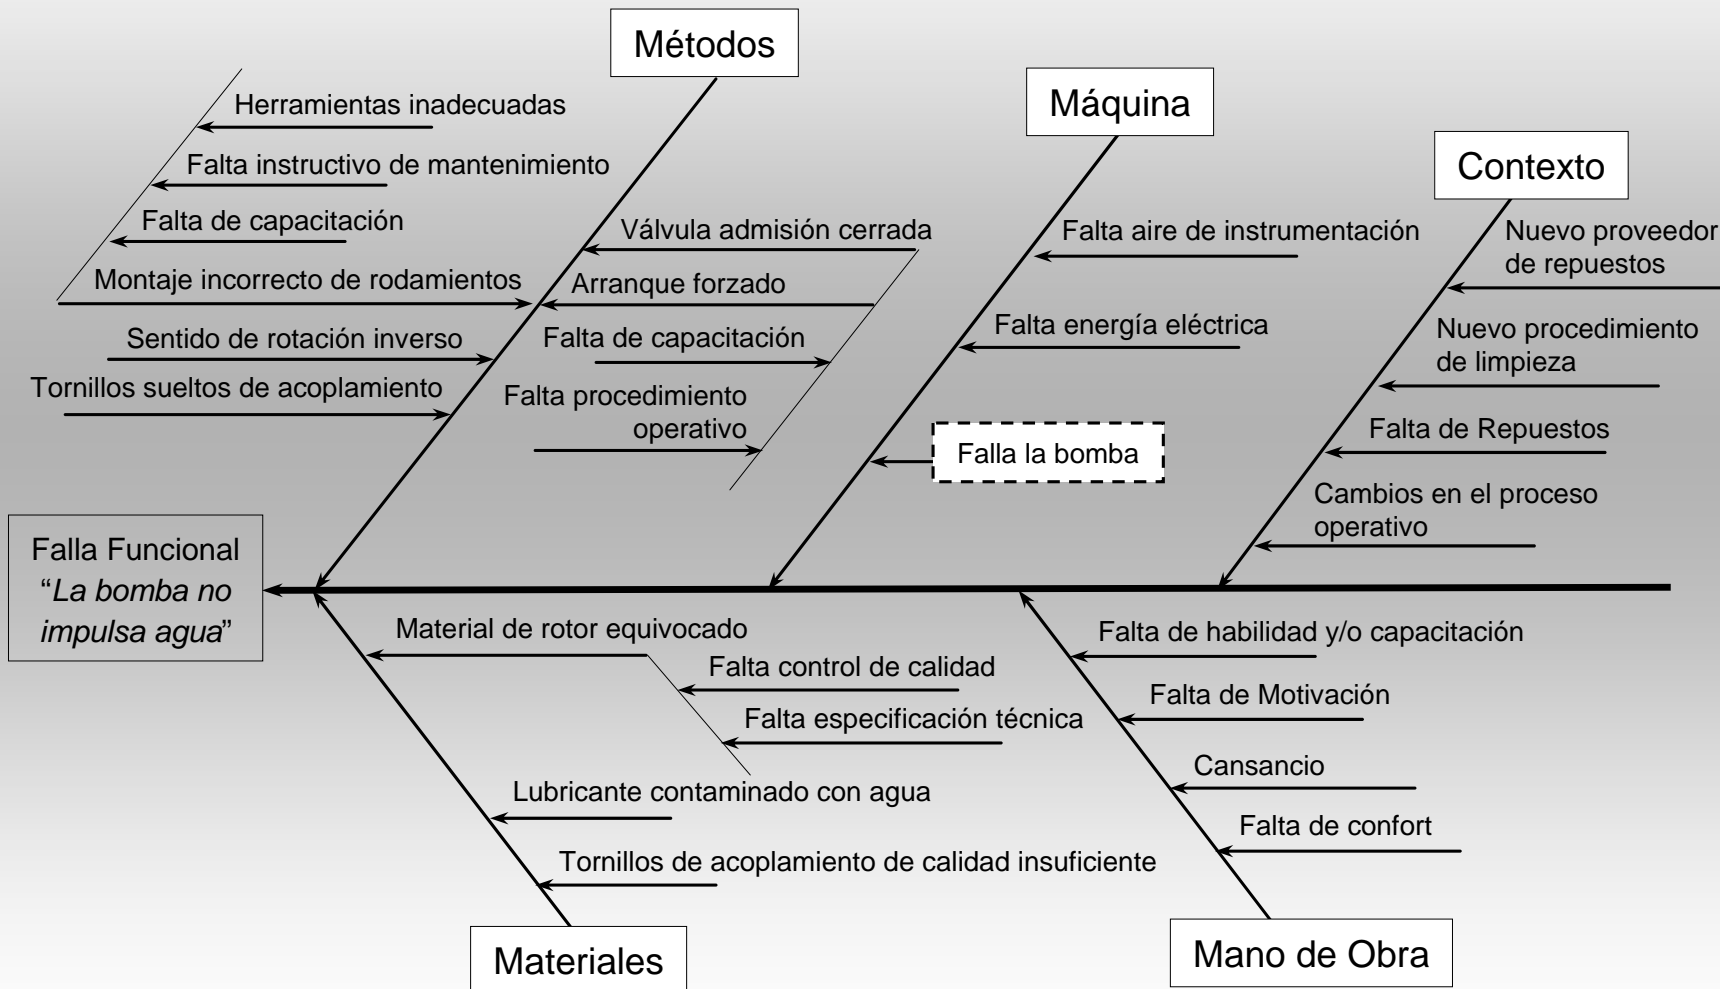 Métodos
Máquina
Contexto
Herramientas inadecuadas
Falta instructivo de mantenimiento
Falta de capacitación
Montaje incorrecto de rodamientos
Sentido de rotación inverso
Tornillos sueltos de acoplamiento
Válvula admisión cerrada
Arranque forzado
Falta de capacitación
Falta procedimiento
operativo
Falta aire de instrumentación
Falta energía eléctrica
Falla la bomba
Nuevo proveedor
de repuestos
Nuevo procedimiento
de limpieza
Falta de Repuestos
Cambios en el proceso
operativo
Falla Funcional
“La bomba no
impulsa agua”
Material de rotor equivocado
Falta control de calidad
Falta especificación técnica
Lubricante contaminado con agua
Tornillos de acoplamiento de calidad insuficiente
Falta de habilidad y/o capacitación
Falta de Motivación
Cansancio
Falta de confort
Materiales
Mano de Obra